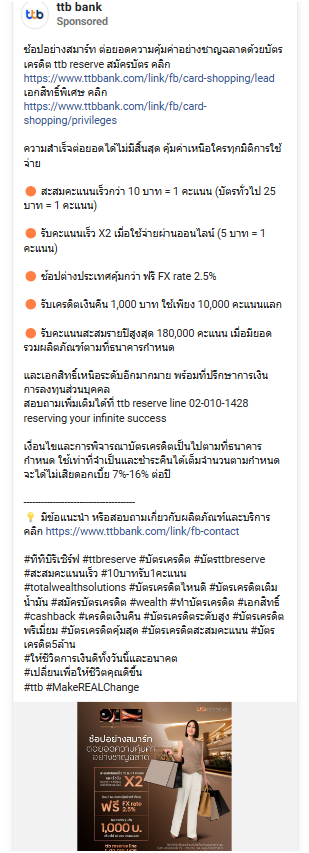 ttb bank
ttb
Sponsored
ช้อปอย่างสมาร์ท ต่อยอดความคุ้มค่าอย่างชาญฉลาดด้วยบัตร
เครดิต ttb reserve สมัครบัตร คลิก
https://www.ttbbank.com/link/fb/card-shopping/lead
เอกสิทธิ์พิเศษ คลิก
https://www.ttbbank.com/link/fb/card-
shopping/privileges
ความสำเร็จต่อยอดได้ไม่มีสิ้นสุด คุ้มค่าเหนือใครทุกมิติการใช้
จ่าย
สะสมคะแนนเร็วกว่า 10 บาท = 1 คะแนน (บัตรทั่วไป 25
บาท = 1 คะแนน)
รับคะแนนเร็ว X2 เมื่อใช้จ่ายผ่านออนไลน์ (5 บาท = 1
คะแนน)
ช้อปต่างประเทศคุ้มกว่า ฟรี FX rate 2.5%
รับเครดิตเงินคืน 1,000 บาท ใช้เพียง 10,000 คะแนนแลก
รับคะแนนสะสมรายปีสูงสุด 180,000 คะแนน เมื่อมียอด
รวมผลิตภัณฑ์ตามที่ธนาคารกำหนด
และเอกสิทธิ์เหนือระดับอีกมากมาย พร้อมที่ปรึกษาการเงิน
การลงทุนส่วนบุคคล
สอบถามเพิ่มเติมได้ที่ ttb reserve line 02-010-1428
reserving your infinite success
เงื่อนไขและการพิจารณาบัตรเครดิตเป็นไปตามที่ธนาคาร
กำหนด ใช้เท่าที่จำเป็นและชำระคืนได้เต็มจำนวนตามกำหนด
จะได้ไม่เสียดอกเบี้ย 7%-16% ต่อปี
-------------------------------------
มีข้อแนะนำ หรือสอบถามเกี่ยวกับผลิตภัณฑ์และบริการ
คลิก https://www.ttbbank.com/link/fb-contact
#ทีทีบีรีเซิร์ฟ #ttbreserve #บัตรเครดิต #บัตรttbreserve
#สะสมคะแนนเร็ว #10บาทรับ1คะแนน
#totalwealthsolutions #บัตรเครดิตไหนดี #บัตรเครดิตเติม
น้ำมัน #สมัครบัตรเครดิต #wealth #ทําบัตรเครดิต #เอกสิทธิ์
#cashback #เครดิตเงินคืน #บัตรเครดิตระดับสูง #บัตรเครดิต
พรีเมี่ยม #บัตรเครดิตคุ้มสุด #บัตรเครดิตสะสมคะแนน #บัตร
เครดิต5ล้าน
#ให้ชีวิตการเงินดีทั้งวันนี้และอนาคต
#เปลี่ยนเพื่อให้ชีวิตคุณดีขึ้น
#ttb #MakeREALChange
ช้อปอย่างสมาร์ท
ต่อยอดความคุ้มค่า
อย่างชาญฉลาด
X2
ฟรี FX rate
2.5%
1,000 บ.
ttb reserve line